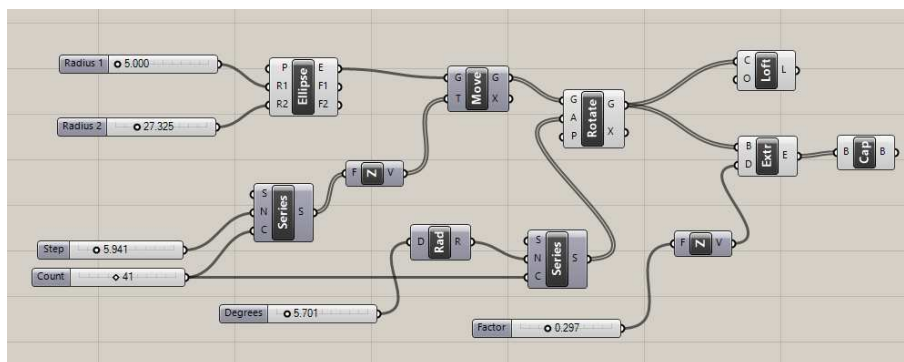 Radius 1 5.000
Radius 2 27.325
P E
R1 F1
R2 F2
Ellipse
G G
T X
Move
G G
A
P X
Rotate
C L
O
Loft
B E
D
Extr
B B
Cap
F V
Z
S
N S
C
Series
Step 5.941
Count 41
D R
Rad
S
N S
C
Series
Degrees 5.701
F V
Z
Factor 0.297